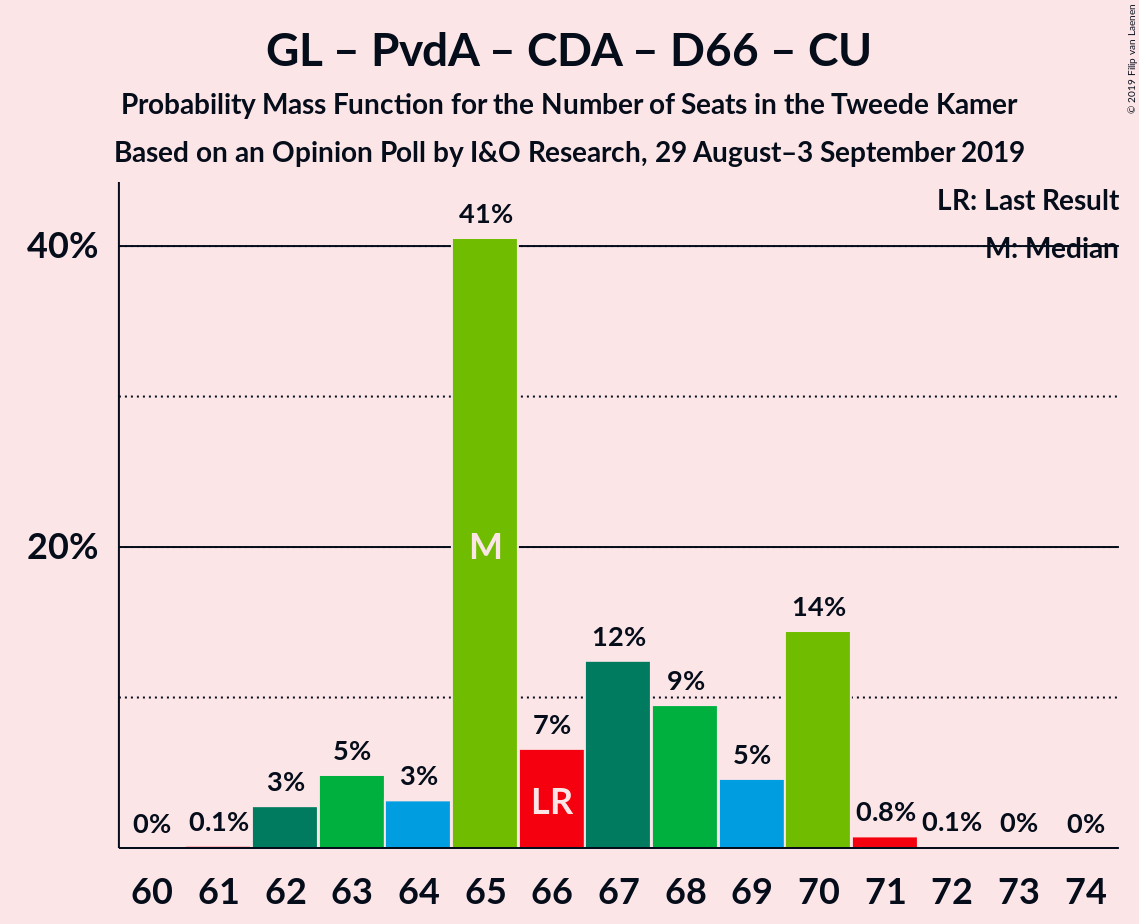 GL – PvdA – CDA – D66 – CU
Probability Mass Function for the Number of Seats in the Tweede Kamer
Based on an Opinion Poll by I&O Research, 29 August–3 September 2019
© 2019 Filip van Laenen
LR: Last Result
M: Median
40%
20%
0% 0.1% 3% 5% 3% 41% 7% 12% 9% 5% 14% 0.8% 0.1% 0% 0%
M
LR
60 61 62 63 64 65 66 67 68 69 70 71 72 73 74